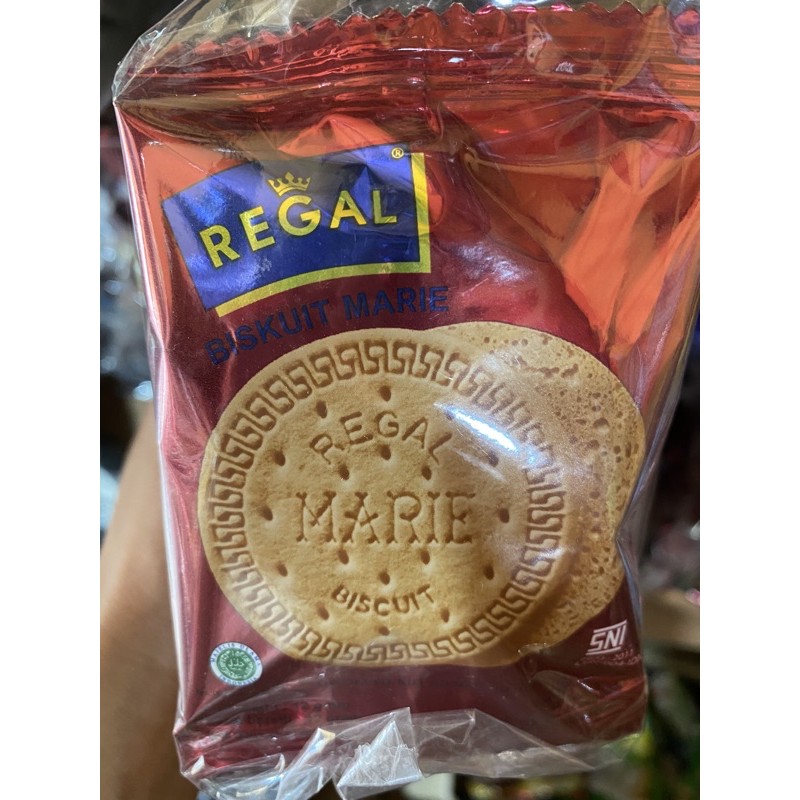 REGAL®
BISKUIT MARIE
REGAL
MARIE
BISCUIT
SNI